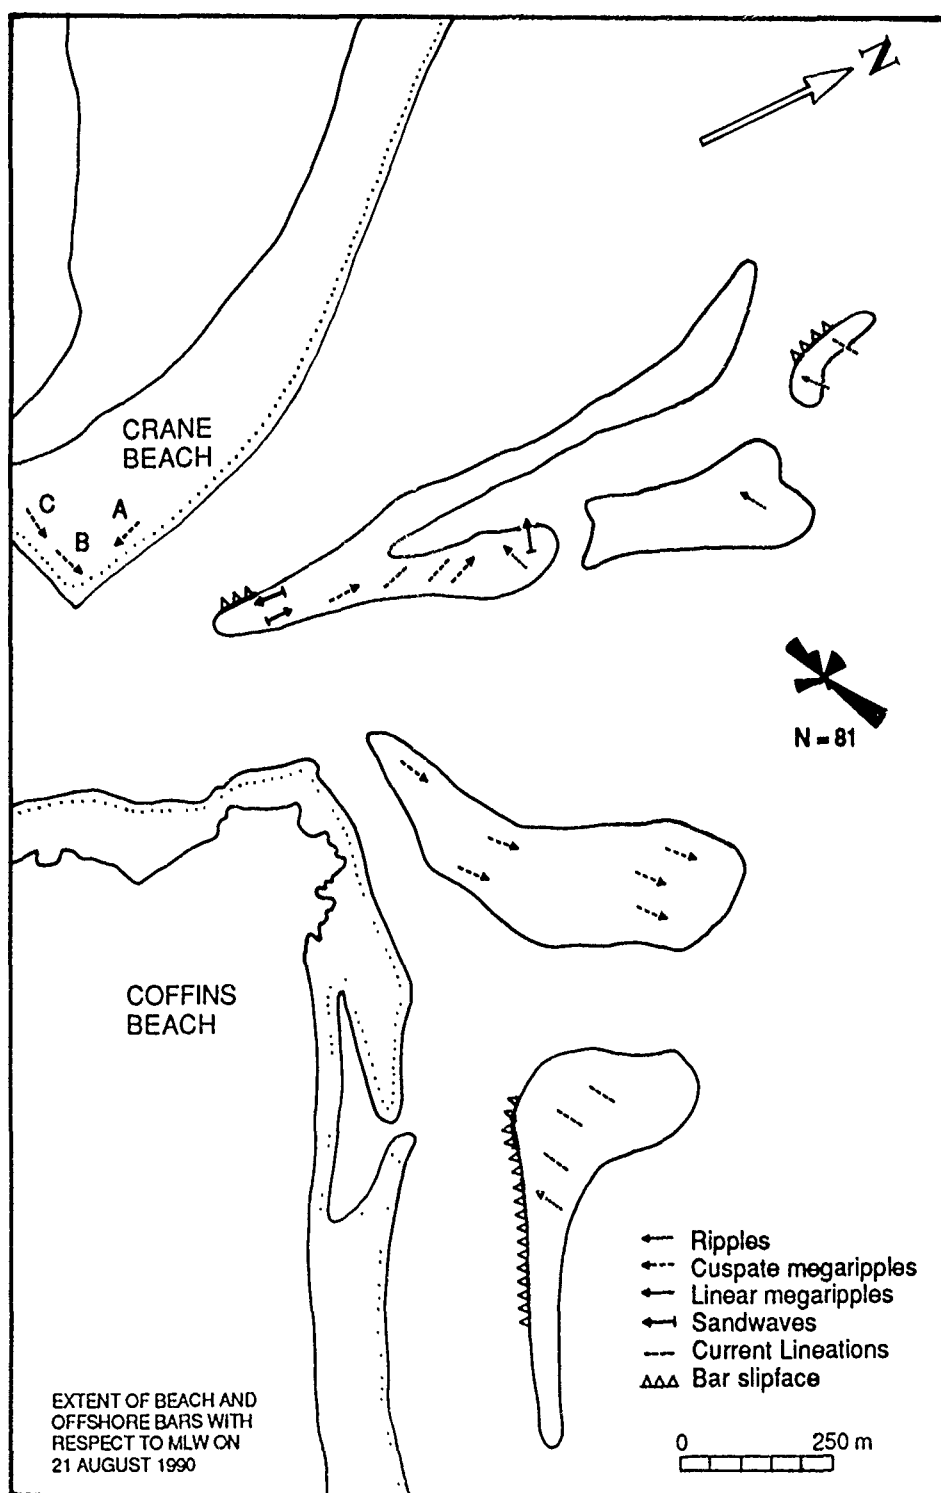 N
CRANE
BEACH
C
A
B
N = 81
COFFINS
BEACH
Ripples
Cuspate megaripples
Linear megaripples
Sandwaves
Current Lineations
Bar slipface
EXTENT OF BEACH AND
OFFSHORE BARS WITH
RESPECT TO MLW ON
21 AUGUST 1990
0 250 m